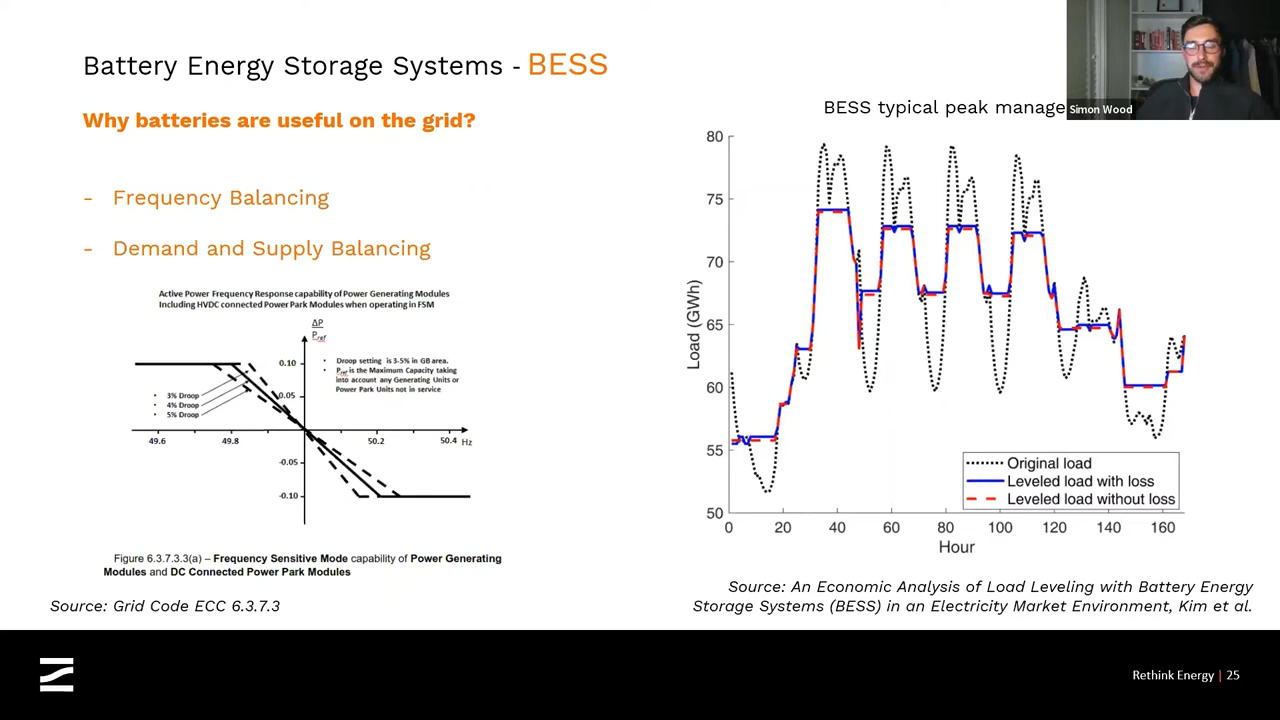 Battery Energy Storage Systems - BESS
Why batteries are useful on the grid?
- Frequency Balancing
- Demand and Supply Balancing
Active Power Frequency Response capability of Power Generating Modules
Including HVDC connected Power Park Modules when operating in FSM
ΔP
Pref
• Droop setting is 3-5% in GB area.
• Pref is the Maximum Capacity taking
into account any Generating Units or
Power Park Units not in service
0.10
0.05
-0.05
-0.10
• 3% Droop
• 4% Droop
• 5% Droop
49.6 49.8 50.2 50.4 Hz
Figure 6.3.7.3.3(a) – Frequency Sensitive Mode capability of Power Generating
Modules and DC Connected Power Park Modules
Source: Grid Code ECC 6.3.7.3
BESS typical peak manage
Simon Wood
Load (GWh)
80
75
70
65
60
55
50
0 20 40 60 80 100 120 140 160
Hour
Original load
Leveled load with loss
Leveled load without loss
Source: An Economic Analysis of Load Leveling with Battery Energy
Storage Systems (BESS) in an Electricity Market Environment, Kim et al.
Rethink Energy | 25